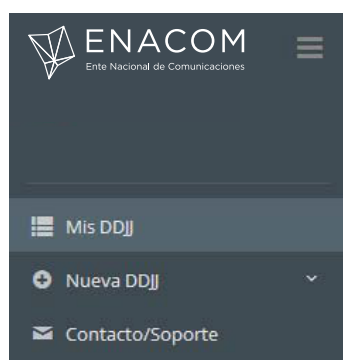 ENACOM
Ente Nacional de Comunicaciones
Mis DDJJ
Nueva DDJJ
Contacto/Soporte